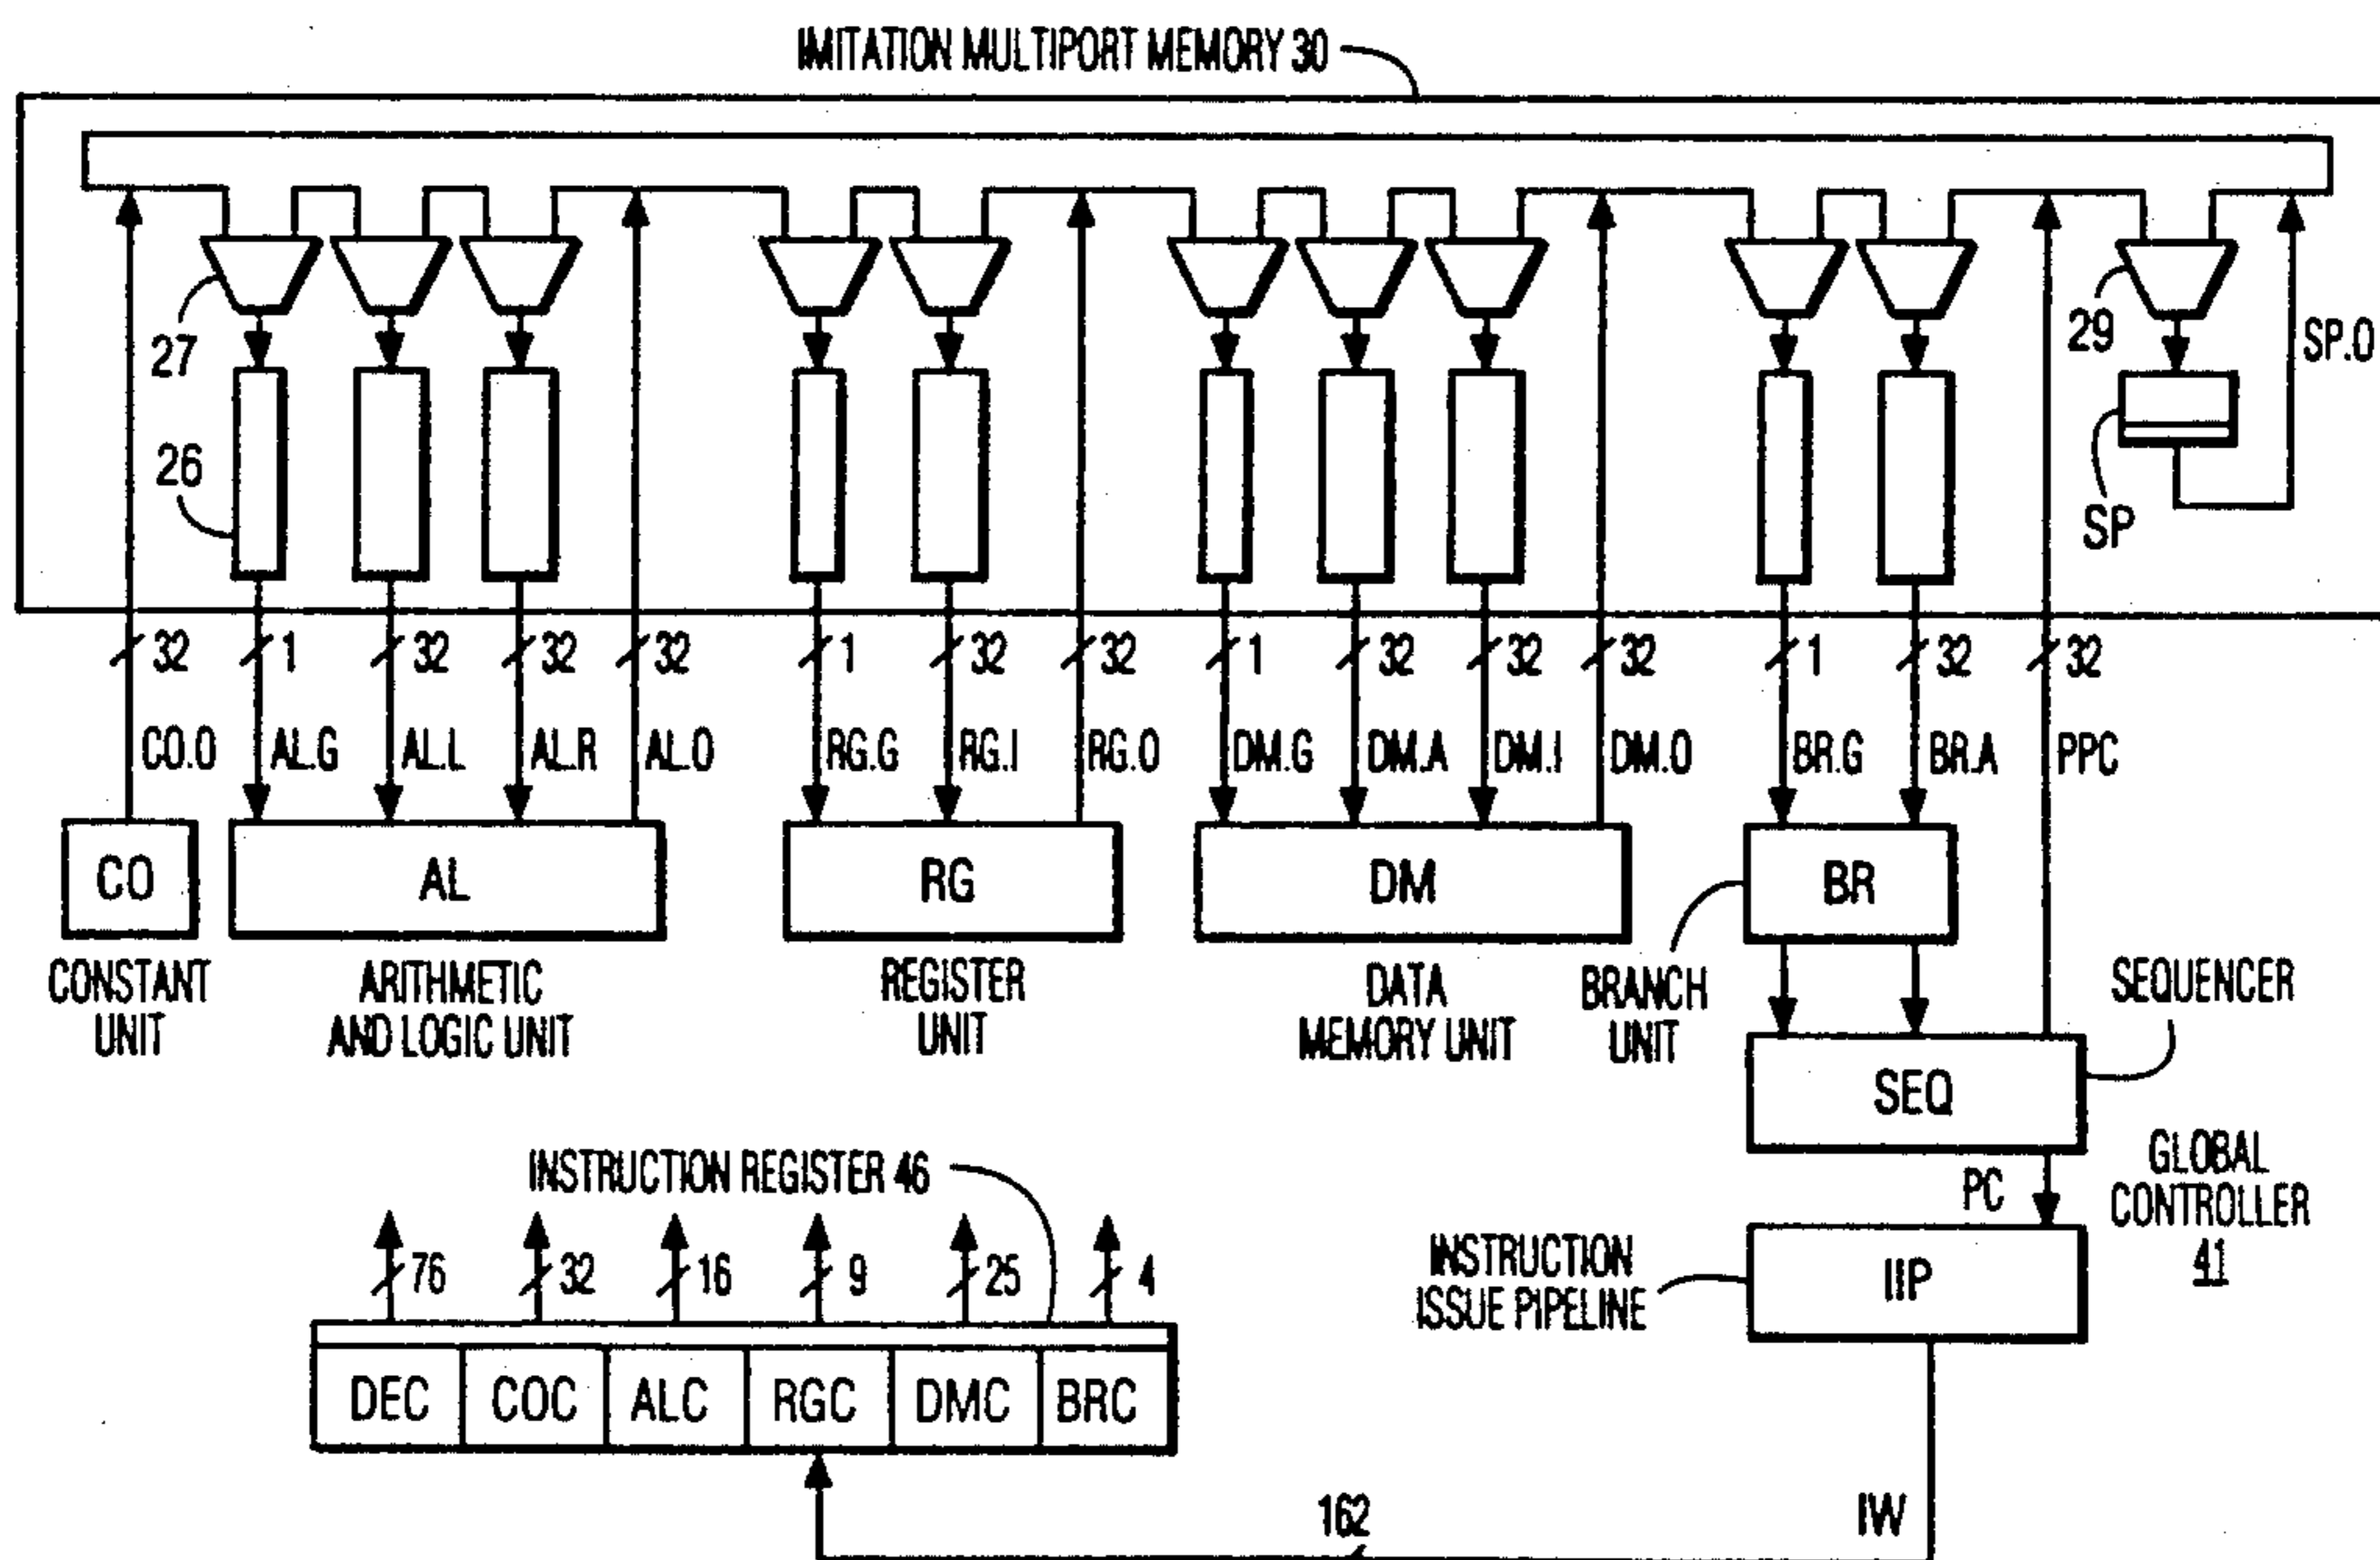 IMITATION MULTIPORT MEMORY 30
27
29
SP.O
26
SP
32
1
32
32
32
1
32
32
1
32
32
32
1
32
32
CO.O
AL.G
AL.L
AL.R
AL.O
RG.G
RG.I
RG.O
DM.G
DM.A
DM.I
DM.O
BR.G
BR.A
PPC
CO
AL
RG
DM
BR
CONSTANT
UNIT
ARITHMETIC
AND LOGIC UNIT
REGISTER
UNIT
DATA
MEMORY UNIT
BRANCH
UNIT
SEQUENCER
SEQ
INSTRUCTION REGISTER 46
PC
GLOBAL
CONTROLLER
41
76
32
16
9
25
4
INSTRUCTION
ISSUE PIPELINE
IIP
DEC
COC
ALC
RGC
DMC
BRC
162
IW